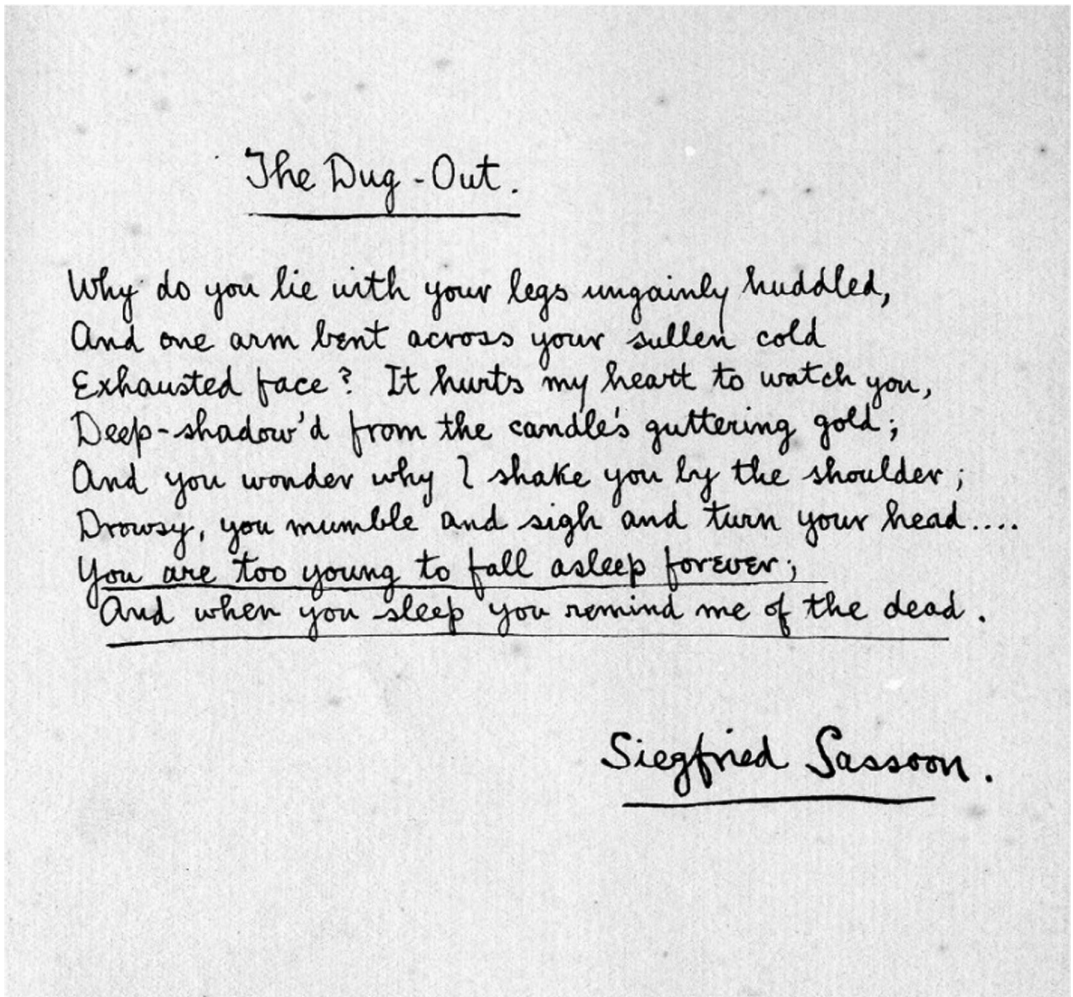 The Dug-Out.
Why do you lie with your legs ungainly huddled,
And one arm bent across your sullen cold
Exhausted face? It hurts my heart to watch you,
Deep-shadow'd from the candle's guttering gold;
And you wonder why I shake you by the shoulder;
Drowsy, you mumble and sigh and turn your head....
You are too young to fall asleep forever;
And when you sleep you remind me of the dead.
Siegfried Sassoon.